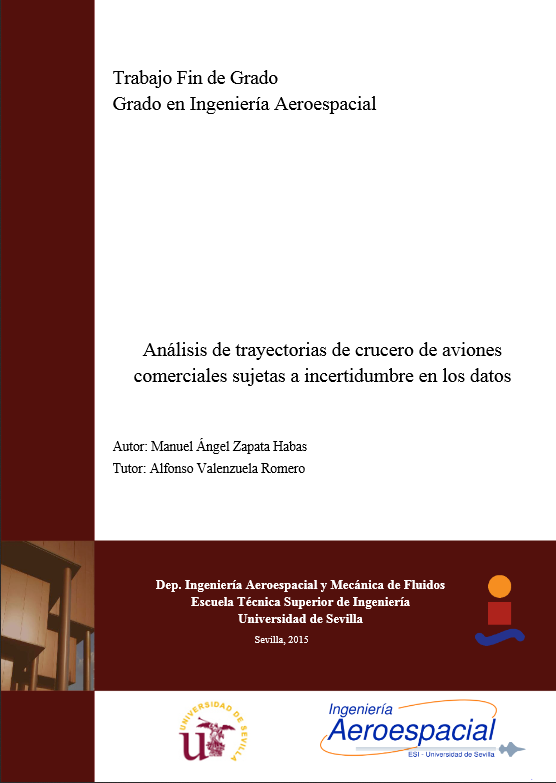 Trabajo Fin de Grado
Grado en Ingeniería Aeroespacial
Análisis de trayectorias de crucero de aviones
comerciales sujetas a incertidumbre en los datos
Autor: Manuel Ángel Zapata Habas
Tutor: Alfonso Valenzuela Romero
Dep. Ingeniería Aeroespacial y Mecánica de Fluidos
Escuela Técnica Superior de Ingeniería
Universidad de Sevilla
Sevilla, 2015
UNIVERSIDAD DE SEVILLA
U
Ingeniería
Aeroespacial
ESI - Universidad de Sevilla